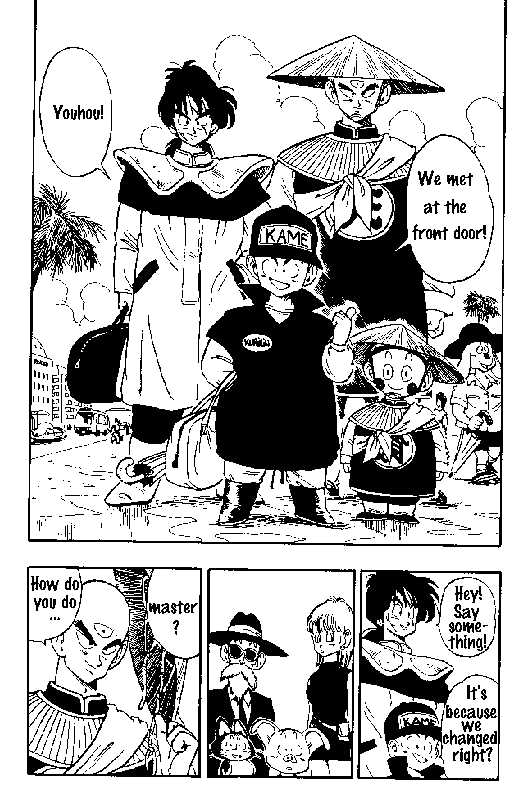 Youhou!
We met
at the
front door!
KAME
How do
you do
...
master
?
Hey!
Say
some-
thing!
It's
because
we
changed
right?
KAME